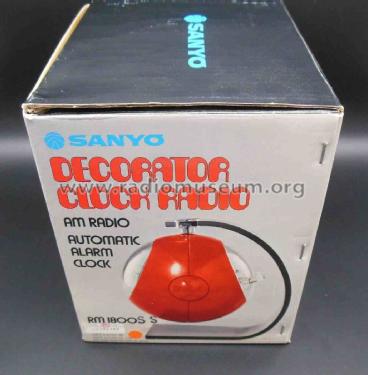 SANYO
SANYO
DECORATOR
CLOCK RADIO
www.radiomuseum.org
AM RADIO
AUTOMATIC
ALARM
CLOCK
RM 1800S S